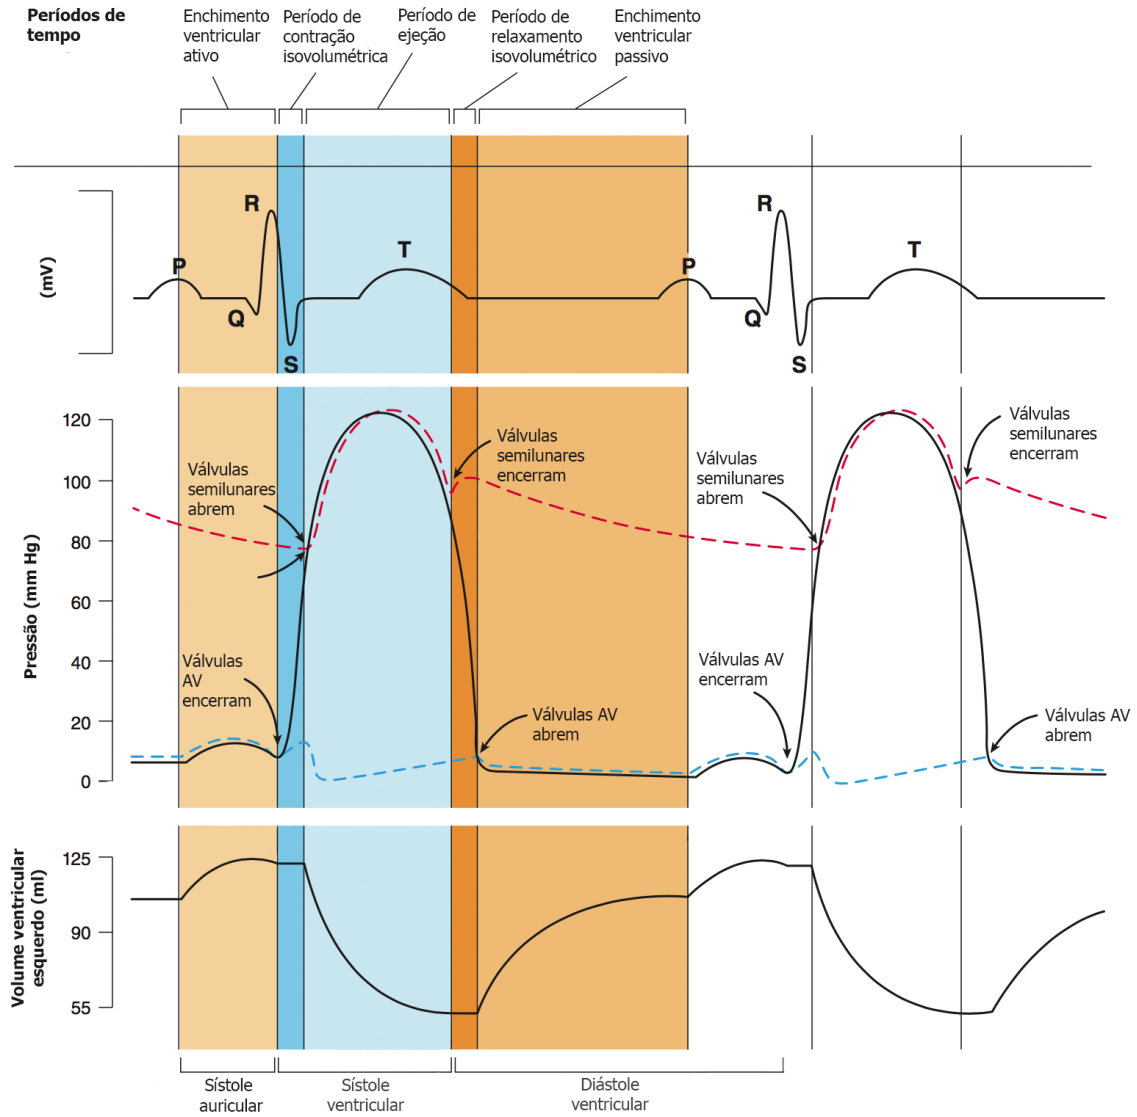 Períodos de
tempo
Enchimento
ventricular
ativo
Período de
contração
isovolumétrica
Período de
ejeção
Período de
relaxamento
isovolumétrico
Enchimento
ventricular
passivo
(mV)
P
Q
R
S
T
P
Q
R
S
T
Pressão (mm Hg)
120
100
80
60
40
20
0
Válvulas
semilunares
abrem
Válvulas
semilunares
encerram
Válvulas
semilunares
abrem
Válvulas
semilunares
encerram
Válvulas
AV
encerram
Válvulas AV
abrem
Válvulas AV
encerram
Válvulas AV
abrem
Volume ventricular
esquerdo (ml)
125
90
55
Sístole
auricular
Sístole
ventricular
Diástole
ventricular